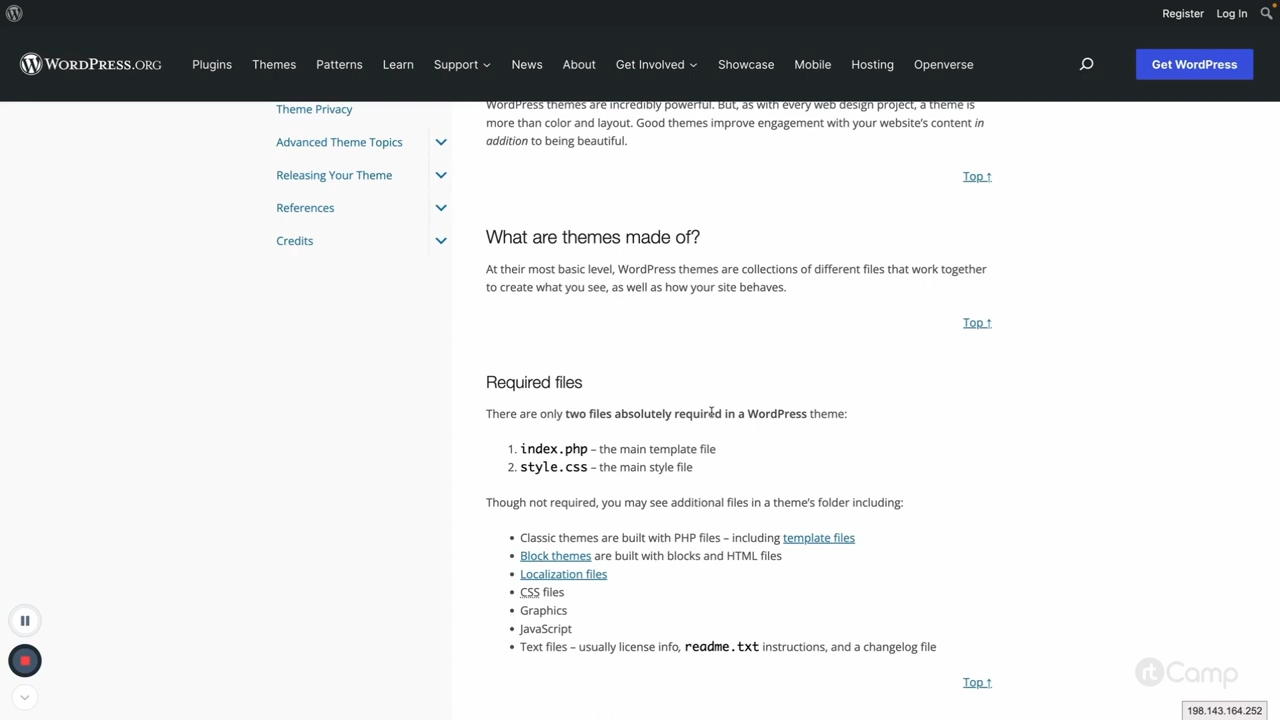 Register Log In
WORDPRESS.ORG Plugins Themes Patterns Learn Support News About Get Involved Showcase Mobile Hosting Openverse Get WordPress
Theme Privacy
Advanced Theme Topics
Releasing Your Theme
References
Credits
WordPress themes are incredibly powerful. But, as with every web design project, a theme is
more than color and layout. Good themes improve engagement with your website's content in
addition to being beautiful.
Top ↑
What are themes made of?
At their most basic level, WordPress themes are collections of different files that work together
to create what you see, as well as how your site behaves.
Top ↑
Required files
There are only two files absolutely required in a WordPress theme:
1. index.php – the main template file
2. style.css – the main style file
Though not required, you may see additional files in a theme's folder including:
• Classic themes are built with PHP files – including template files
• Block themes are built with blocks and HTML files
• Localization files
• CSS files
• Graphics
• JavaScript
• Text files – usually license info, readme.txt instructions, and a changelog file
Top ↑
rtCamp
198.143.164.252